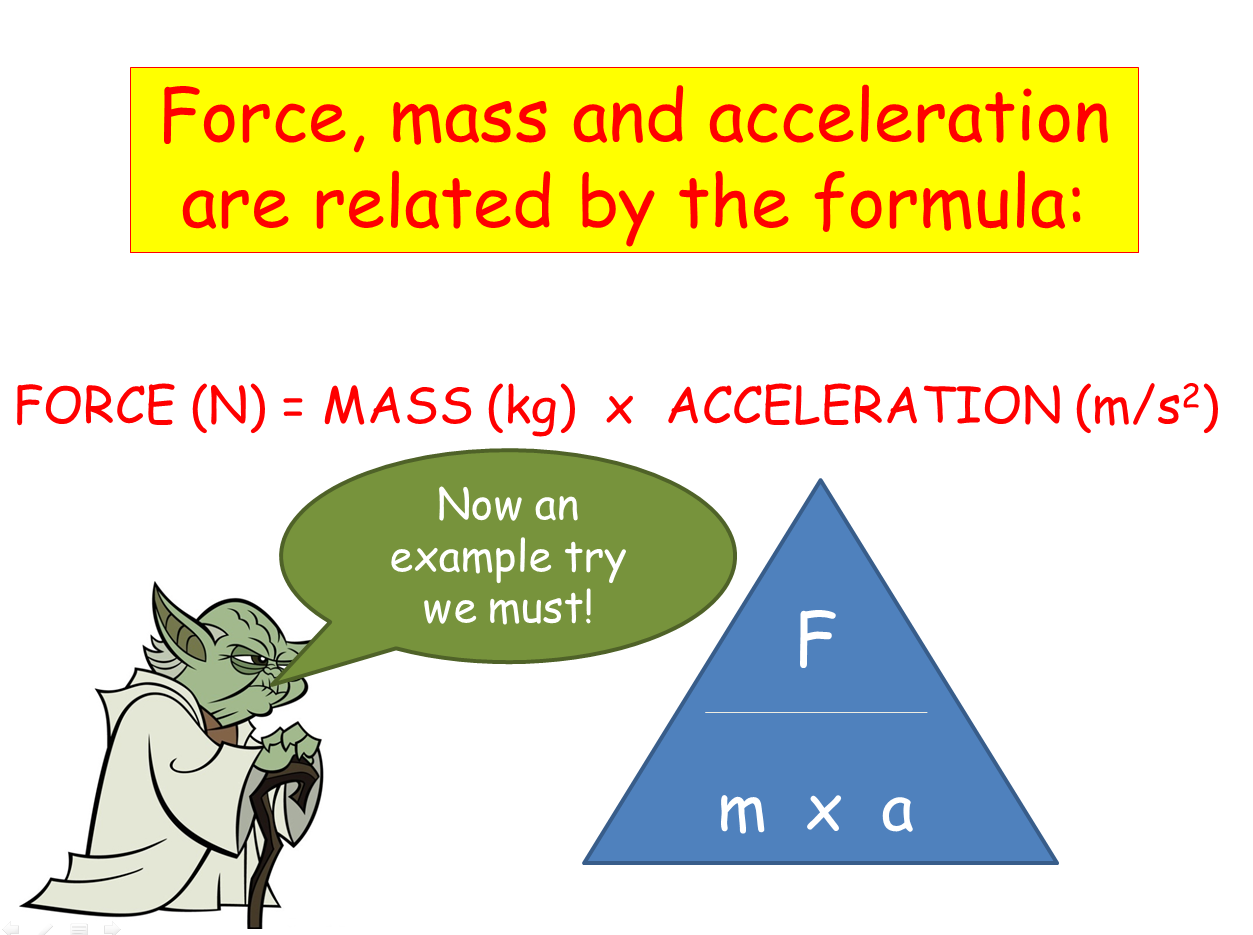 Force, mass and acceleration
are related by the formula:
FORCE (N) = MASS (kg) x ACCELERATION (m/s²)
Now an
example try
we must!
F
m x a